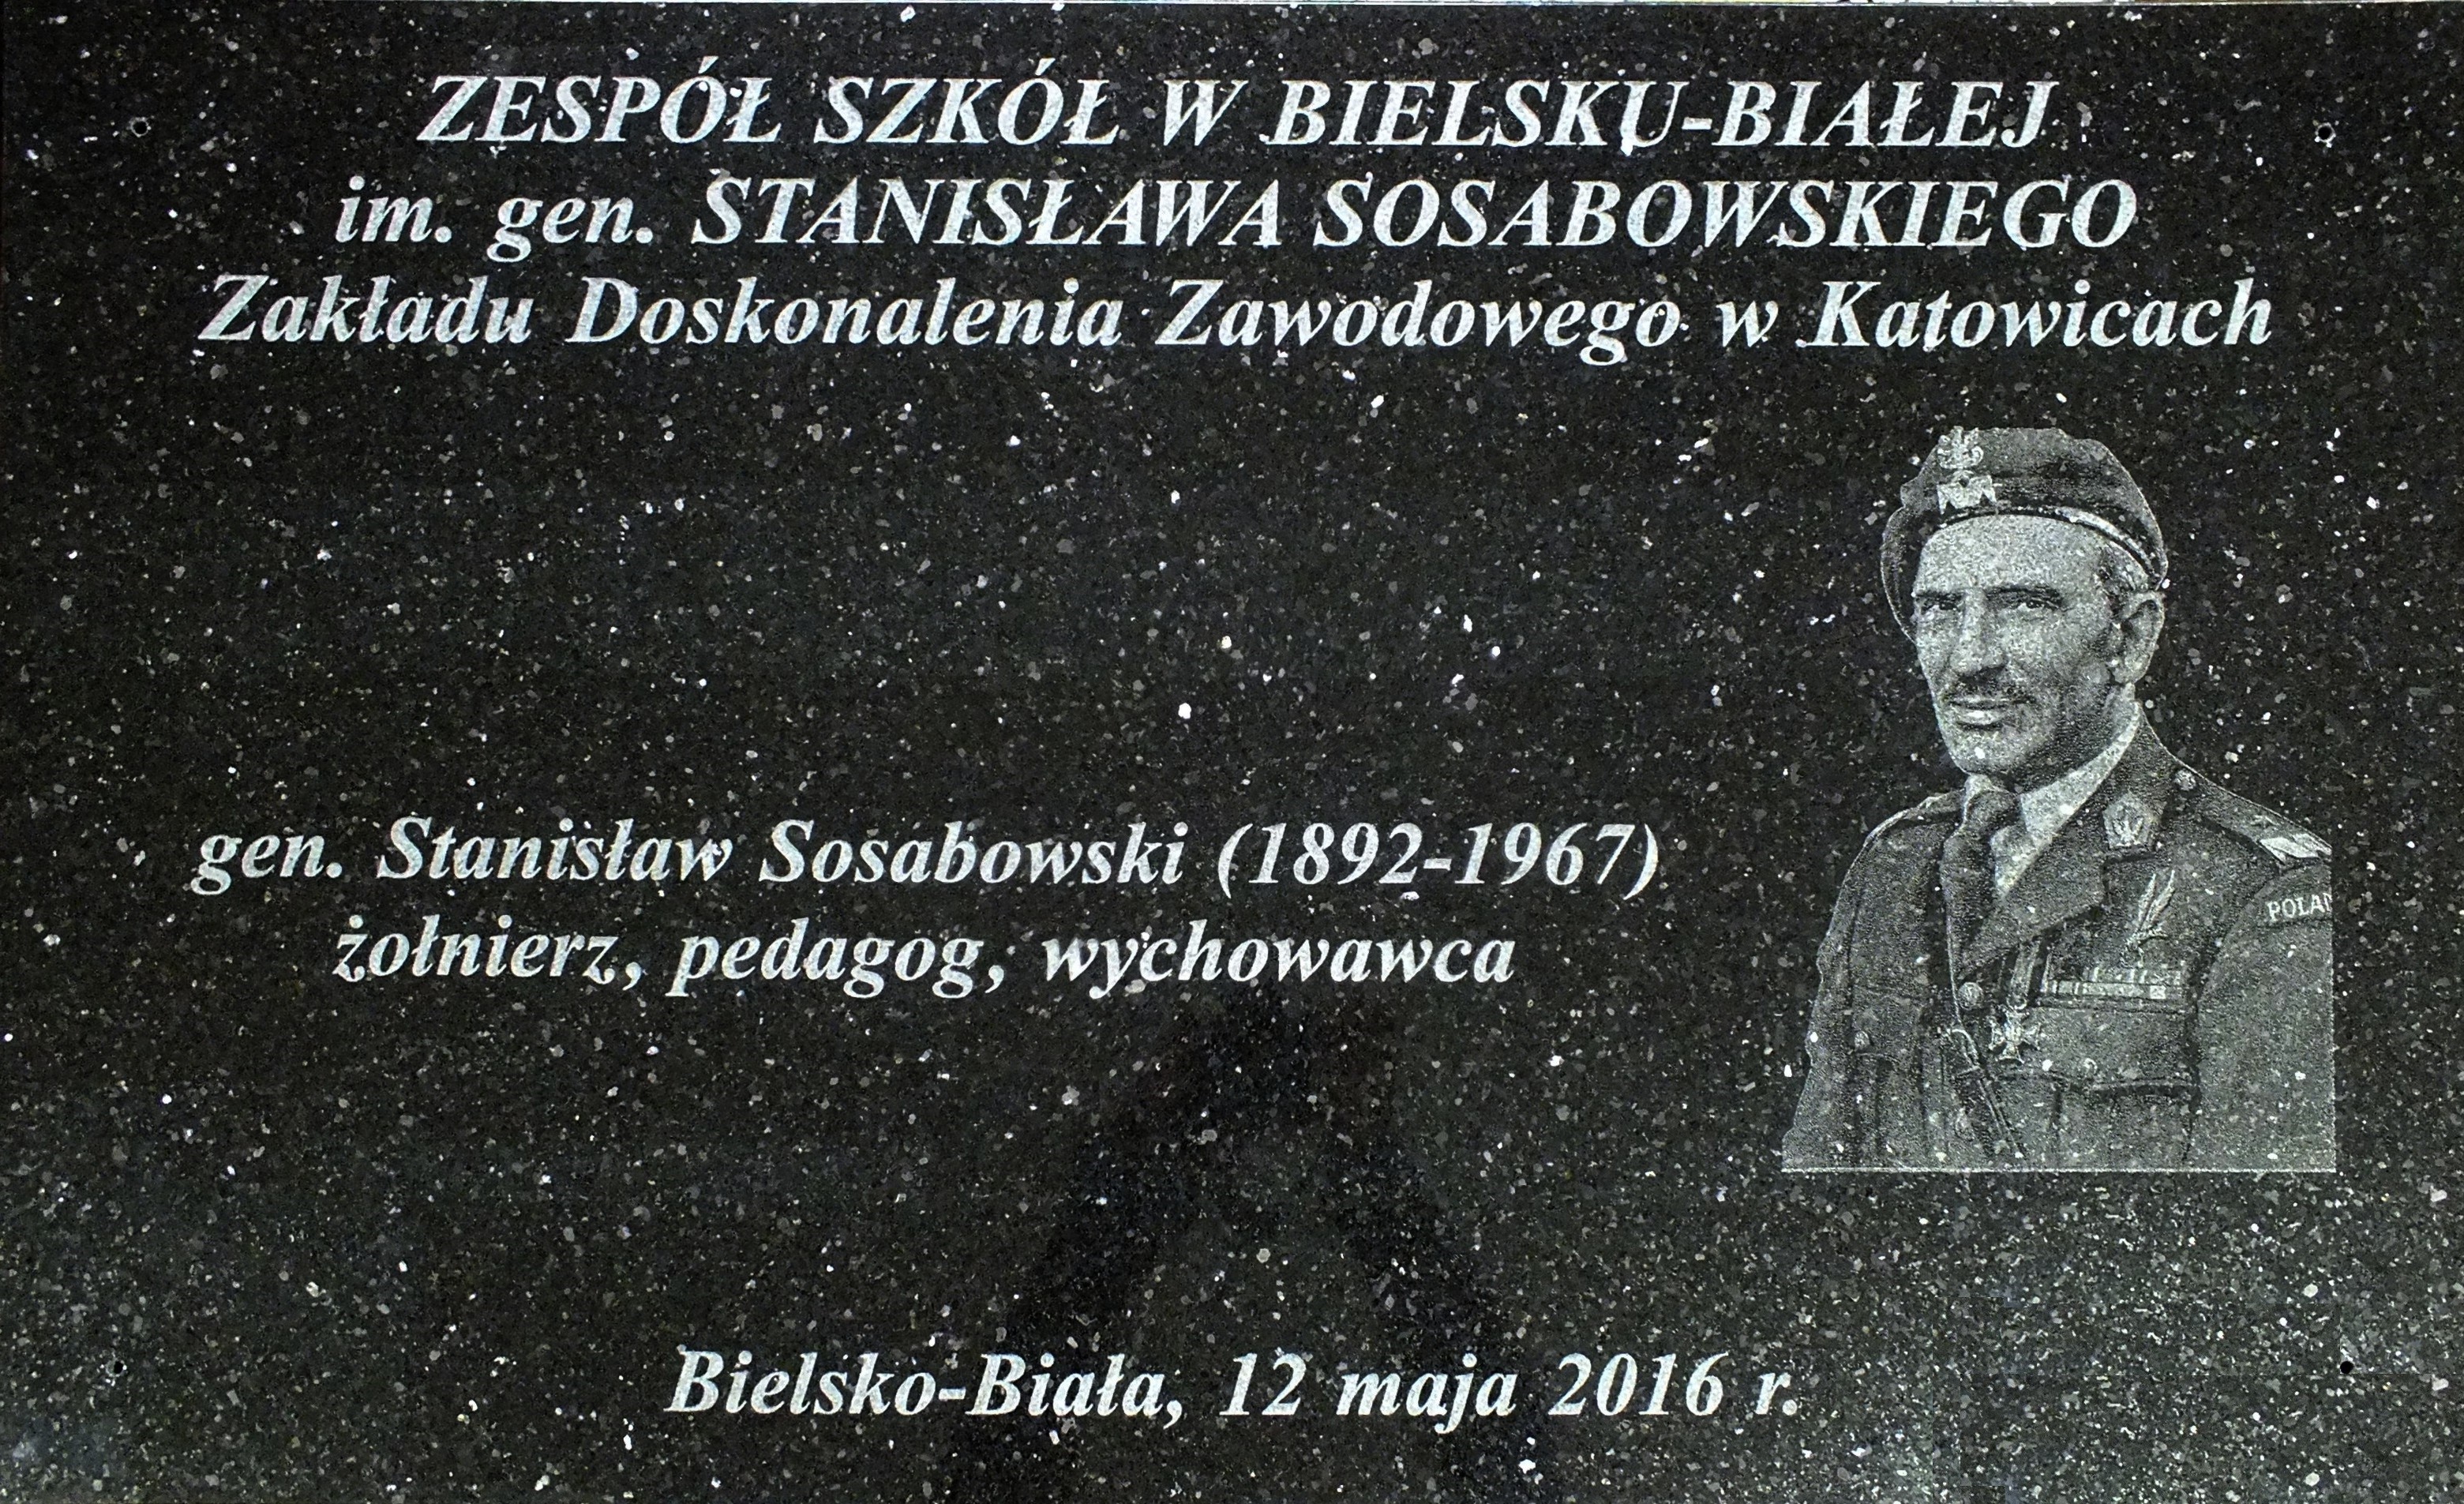 ZESPÓŁ SZKÓŁ W BIELSKU-BIAŁEJ
im. gen. STANISŁAWA SOSABOWSKIEGO
Zakładu Doskonalenia Zawodowego w Katowicach
gen. Stanisław Sosabowski (1892-1967)
żołnierz, pedagog, wychowawca
POLAN
Bielsko-Biała, 12 maja 2016 r.